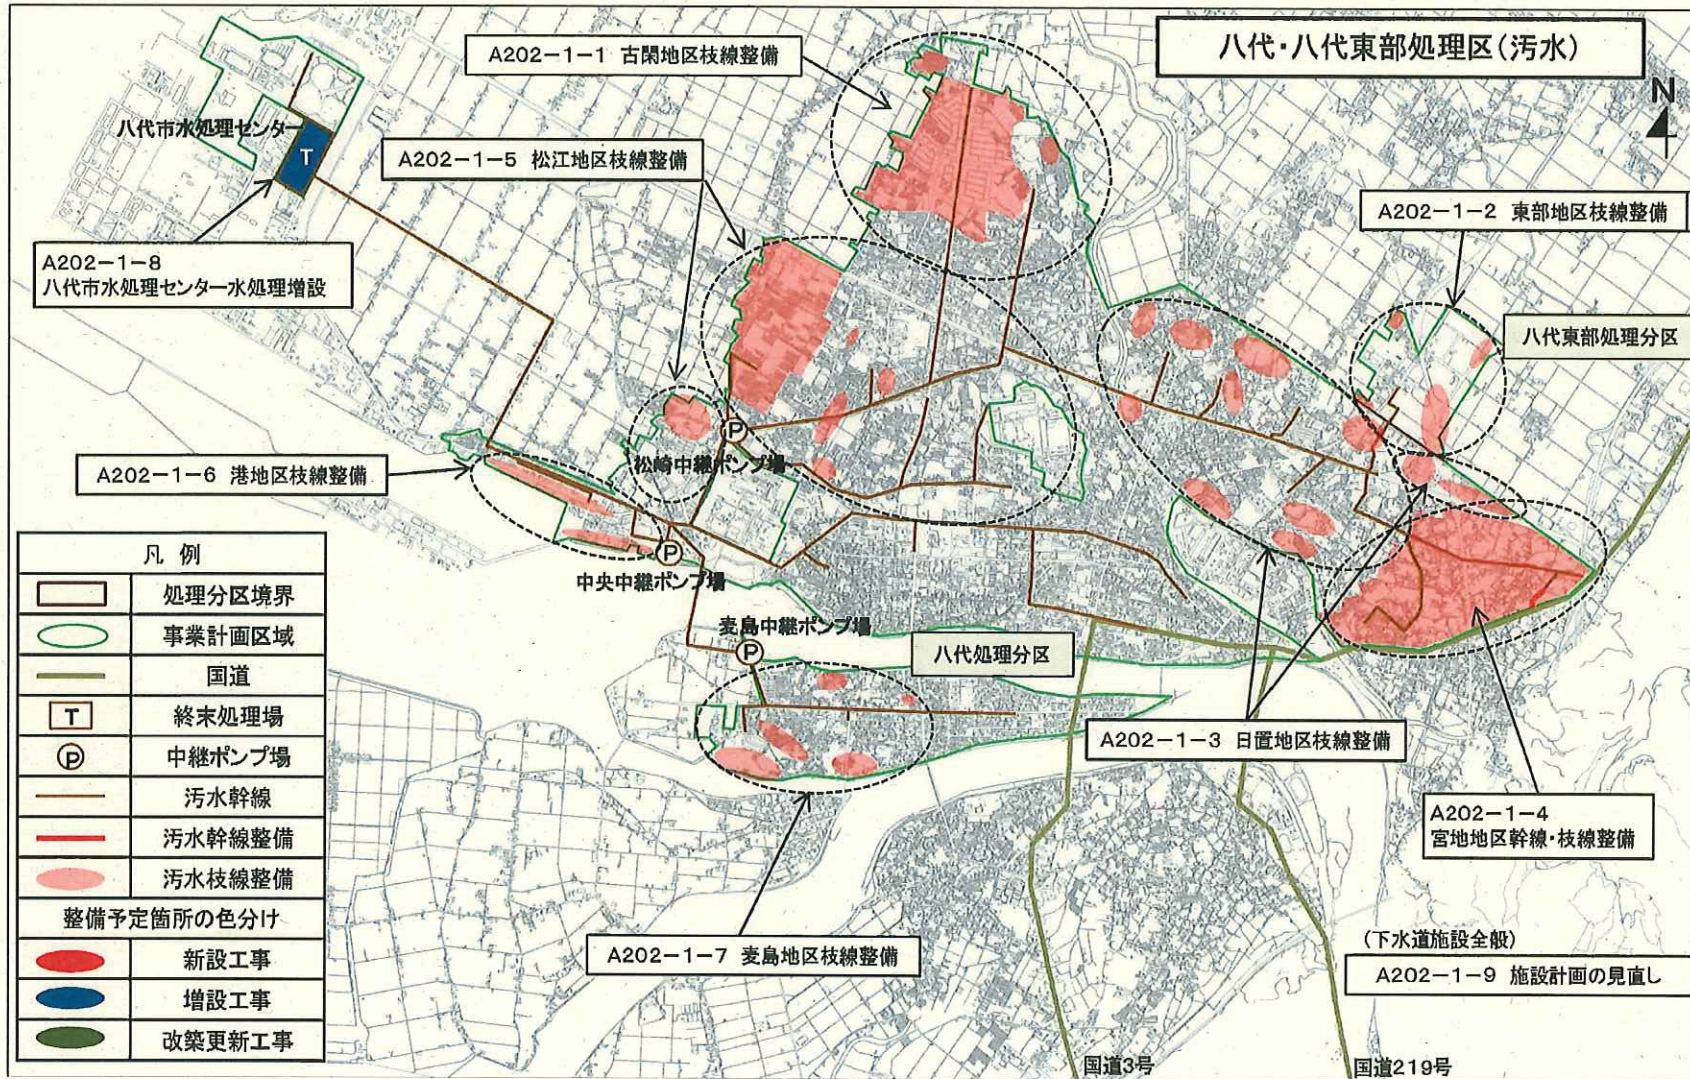 八代・八代東部処理区(汚水)
N
A202-1-1 古閑地区枝線整備
八代市水処理センター
T
A202-1-5 松江地区枝線整備
A202-1-2 東部地区枝線整備
A202-1-8
八代市水処理センター水処理増設
八代東部処理分区
P
松崎中継ポンプ場
A202-1-6 港地区枝線整備
P
中央中継ポンプ場
麦島中継ポンプ場
P
八代処理分区
A202-1-3 日置地区枝線整備
A202-1-4
宮地地区幹線・枝線整備
A202-1-7 麦島地区枝線整備
(下水道施設全般)
A202-1-9 施設計画の見直し
国道3号
国道219号
凡 例
処理分区境界
事業計画区域
国道
T 終末処理場
P 中継ポンプ場
汚水幹線
汚水幹線整備
汚水枝線整備
整備予定箇所の色分け
新設工事
増設工事
改築更新工事